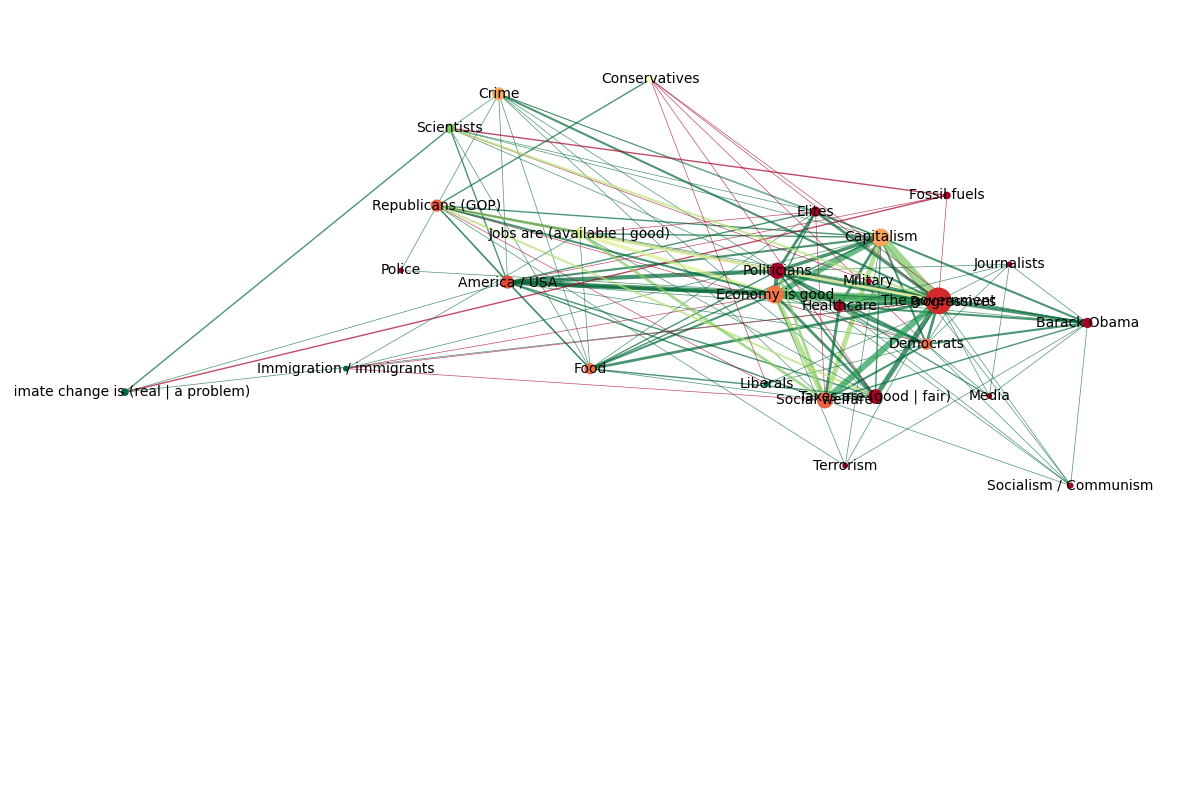 Conservatives
Crime
Scientists
Fossil fuels
Republicans (GOP)
Elites
Jobs are (available | good)
Capitalism
Journalists
Police
Politicians
America / USA
Military
Economy is good
The government
Healthcare
Barack Obama
Democrats
Immigration / immigrants
Food
Liberals
imate change is (real | a problem)
Taxes are (good | fair)
Media
Social welfare
Terrorism
Socialism / Communism